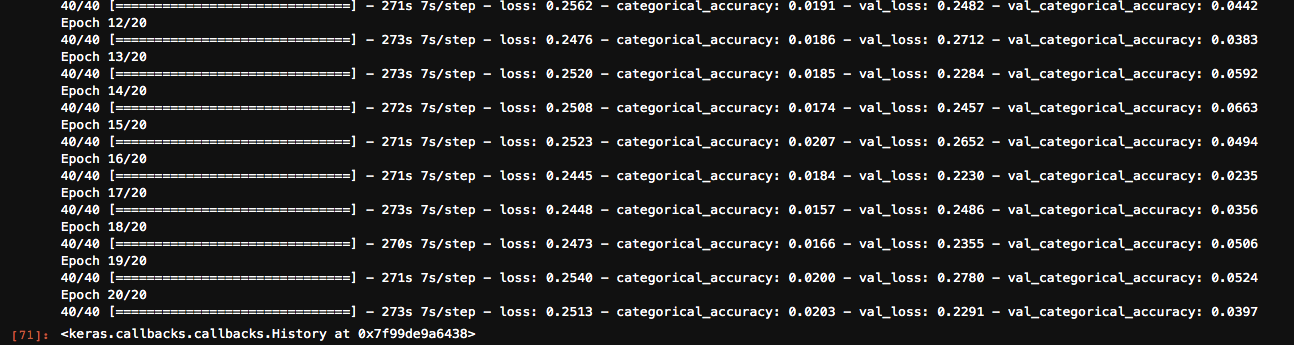 40/40 [==============================] - 271s 7s/step - loss: 0.2562 - categorical_accuracy: 0.0191 - val_loss: 0.2482 - val_categorical_accuracy: 0.0442
Epoch 12/20
40/40 [==============================] - 273s 7s/step - loss: 0.2476 - categorical_accuracy: 0.0186 - val_loss: 0.2712 - val_categorical_accuracy: 0.0383
Epoch 13/20
40/40 [==============================] - 273s 7s/step - loss: 0.2520 - categorical_accuracy: 0.0185 - val_loss: 0.2284 - val_categorical_accuracy: 0.0592
Epoch 14/20
40/40 [==============================] - 272s 7s/step - loss: 0.2508 - categorical_accuracy: 0.0174 - val_loss: 0.2457 - val_categorical_accuracy: 0.0663
Epoch 15/20
40/40 [==============================] - 271s 7s/step - loss: 0.2523 - categorical_accuracy: 0.0207 - val_loss: 0.2652 - val_categorical_accuracy: 0.0494
Epoch 16/20
40/40 [==============================] - 271s 7s/step - loss: 0.2445 - categorical_accuracy: 0.0184 - val_loss: 0.2230 - val_categorical_accuracy: 0.0235
Epoch 17/20
40/40 [==============================] - 273s 7s/step - loss: 0.2448 - categorical_accuracy: 0.0157 - val_loss: 0.2486 - val_categorical_accuracy: 0.0356
Epoch 18/20
40/40 [==============================] - 270s 7s/step - loss: 0.2473 - categorical_accuracy: 0.0166 - val_loss: 0.2355 - val_categorical_accuracy: 0.0506
Epoch 19/20
40/40 [==============================] - 271s 7s/step - loss: 0.2540 - categorical_accuracy: 0.0200 - val_loss: 0.2780 - val_categorical_accuracy: 0.0524
Epoch 20/20
40/40 [==============================] - 273s 7s/step - loss: 0.2513 - categorical_accuracy: 0.0203 - val_loss: 0.2291 - val_categorical_accuracy: 0.0397
[71]: <keras.callbacks.callbacks.History at 0x7f99de9a6438>